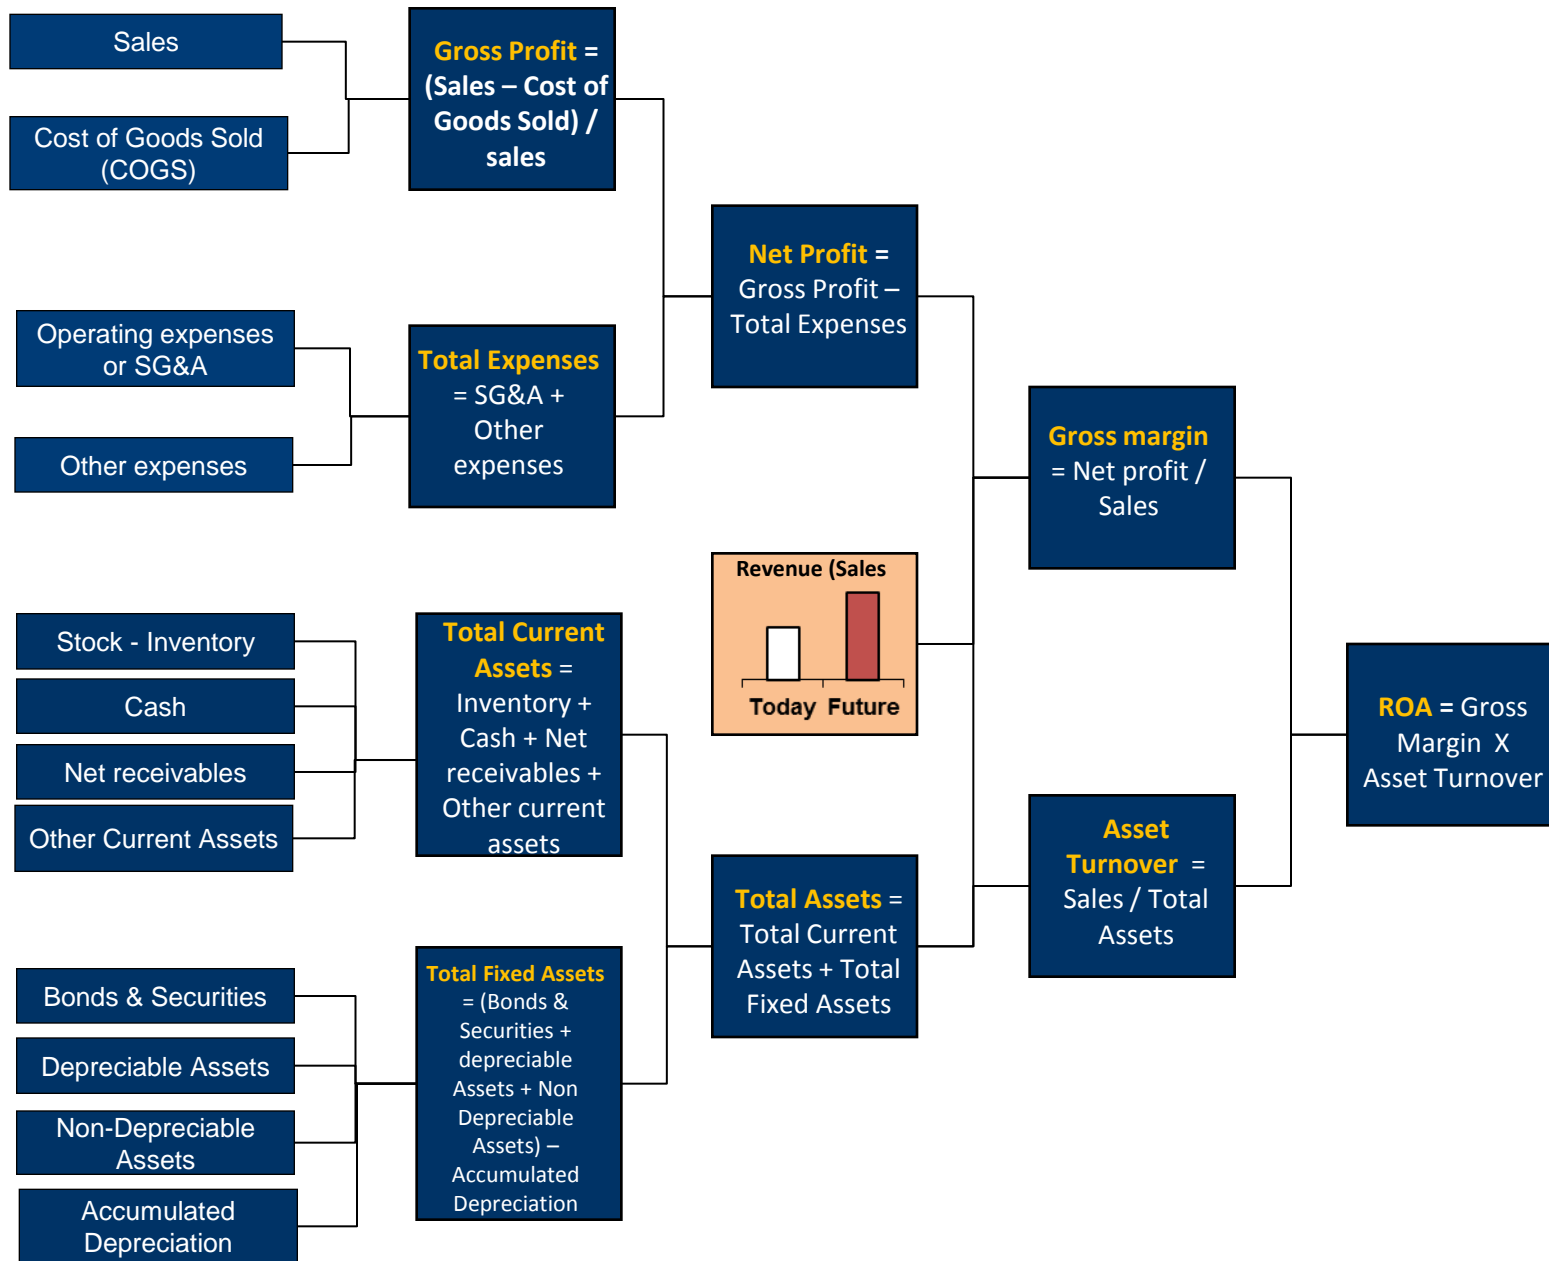 Sales
Cost of Goods Sold
(COGS)
Operating expenses
or SG&A
Other expenses
Stock - Inventory
Cash
Net receivables
Other Current Assets
Bonds & Securities
Depreciable Assets
Non-Depreciable
Assets
Accumulated
Depreciation
Gross Profit =
(Sales – Cost of
Goods Sold) /
sales
Total Expenses
= SG&A +
Other
expenses
Total Current
Assets =
Inventory +
Cash + Net
receivables +
Other current
assets
Total Fixed Assets
= (Bonds &
Securities +
depreciable
Assets + Non
Depreciable
Assets) –
Accumulated
Depreciation
Net Profit =
Gross Profit –
Total Expenses
Revenue (Sales
Today Future
Total Assets =
Total Current
Assets + Total
Fixed Assets
Gross margin
= Net profit /
Sales
Asset
Turnover =
Sales / Total
Assets
ROA = Gross
Margin X
Asset Turnover